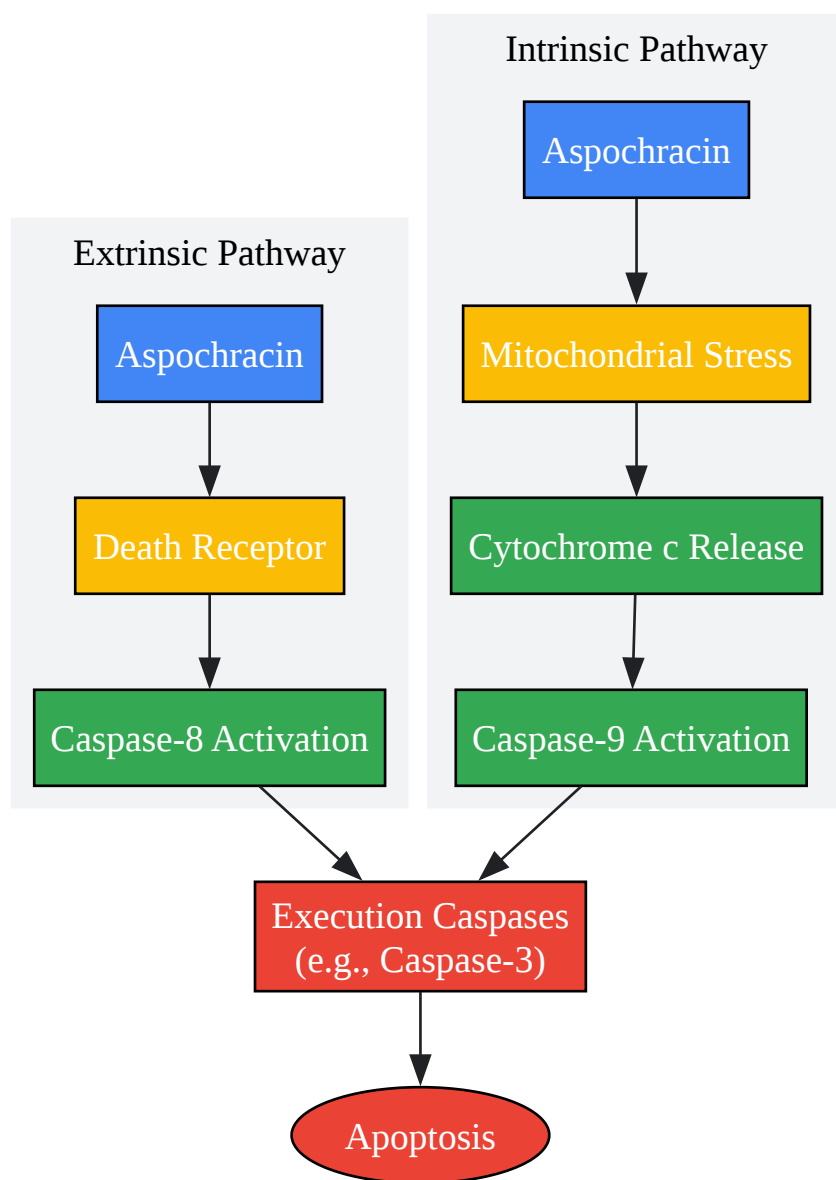 Extrinsic Pathway
Aspochracin
Death Receptor
Caspase-8 Activation
Intrinsic Pathway
Aspochracin
Mitochondrial Stress
Cytochrome c Release
Caspase-9 Activation
Execution Caspases
(e.g., Caspase-3)
Apoptosis